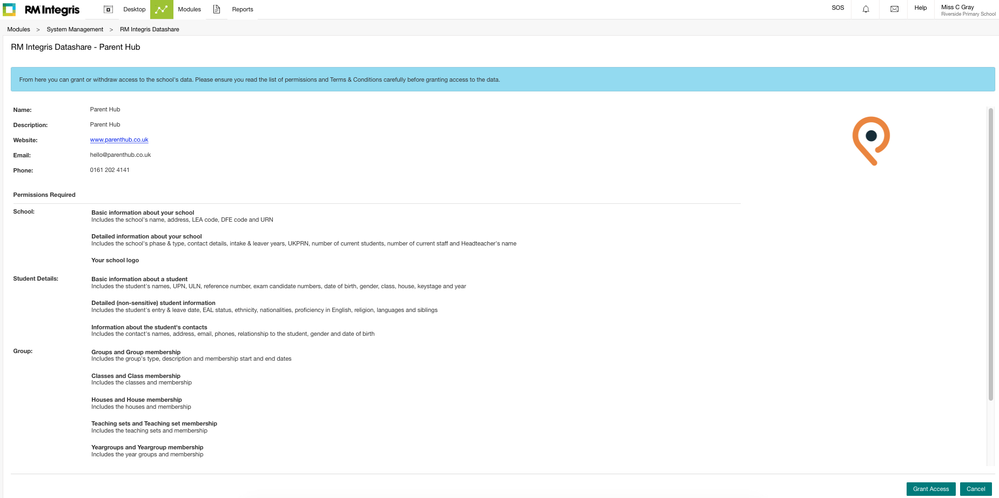 RM Integris
Desktop
Modules
Reports
SOS
Help
Miss C Gray
Riverside Primary School
Modules > System Management > RM Integris Datashare
RM Integris Datashare - Parent Hub
From here you can grant or withdraw access to the school's data. Please ensure you read the list of permissions and Terms & Conditions carefully before granting access to the data.
Name: Parent Hub
Description: Parent Hub
Website: www.parenthub.co.uk
Email: hello@parenthub.co.uk
Phone: 0161 202 4141
Permissions Required
School: Basic information about your school
Includes the school's name, address, LEA code, DFE code and URN
Detailed information about your school
Includes the school's phase & type, contact details, intake & leaver years, UKPRN, number of current students, number of current staff and Headteacher's name
Your school logo
Student Details: Basic information about a student
Includes the student's names, UPN, ULN, reference number, exam candidate numbers, date of birth, gender, class, house, keystage and year
Detailed (non-sensitive) student information
Includes the student's entry & leave date, EAL status, ethnicity, nationalities, proficiency in English, religion, languages and siblings
Information about the student's contacts
Includes the contact's names, address, email, phones, relationship to the student, gender and date of birth
Group: Groups and Group membership
Includes the group's type, description and membership start and end dates
Classes and Class membership
Includes the classes and membership
Houses and House membership
Includes the houses and membership
Teaching sets and Teaching set membership
Includes the teaching sets and membership
Yeargroups and Yeargroup membership
Includes the year groups and membership
Grant Access
Cancel